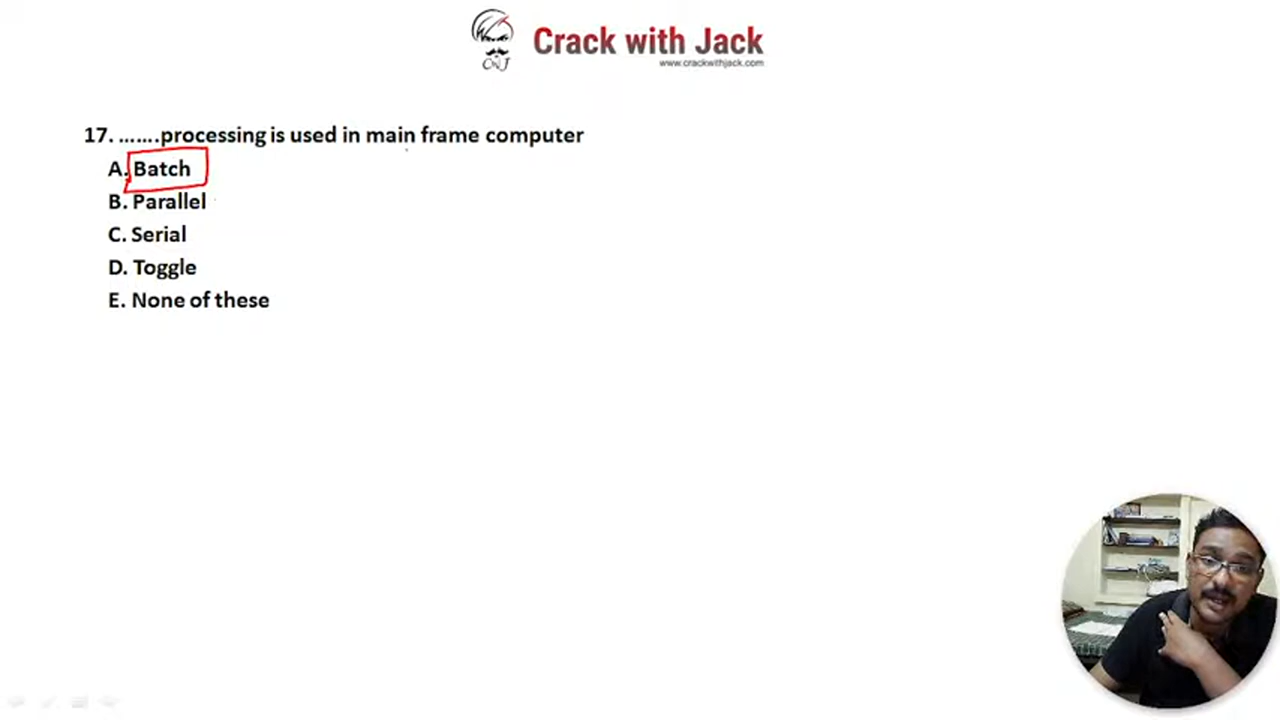 Crack with Jack
www.crackwithjack.com
17. .......processing is used in main frame computer
A. Batch
B. Parallel
C. Serial
D. Toggle
E. None of these